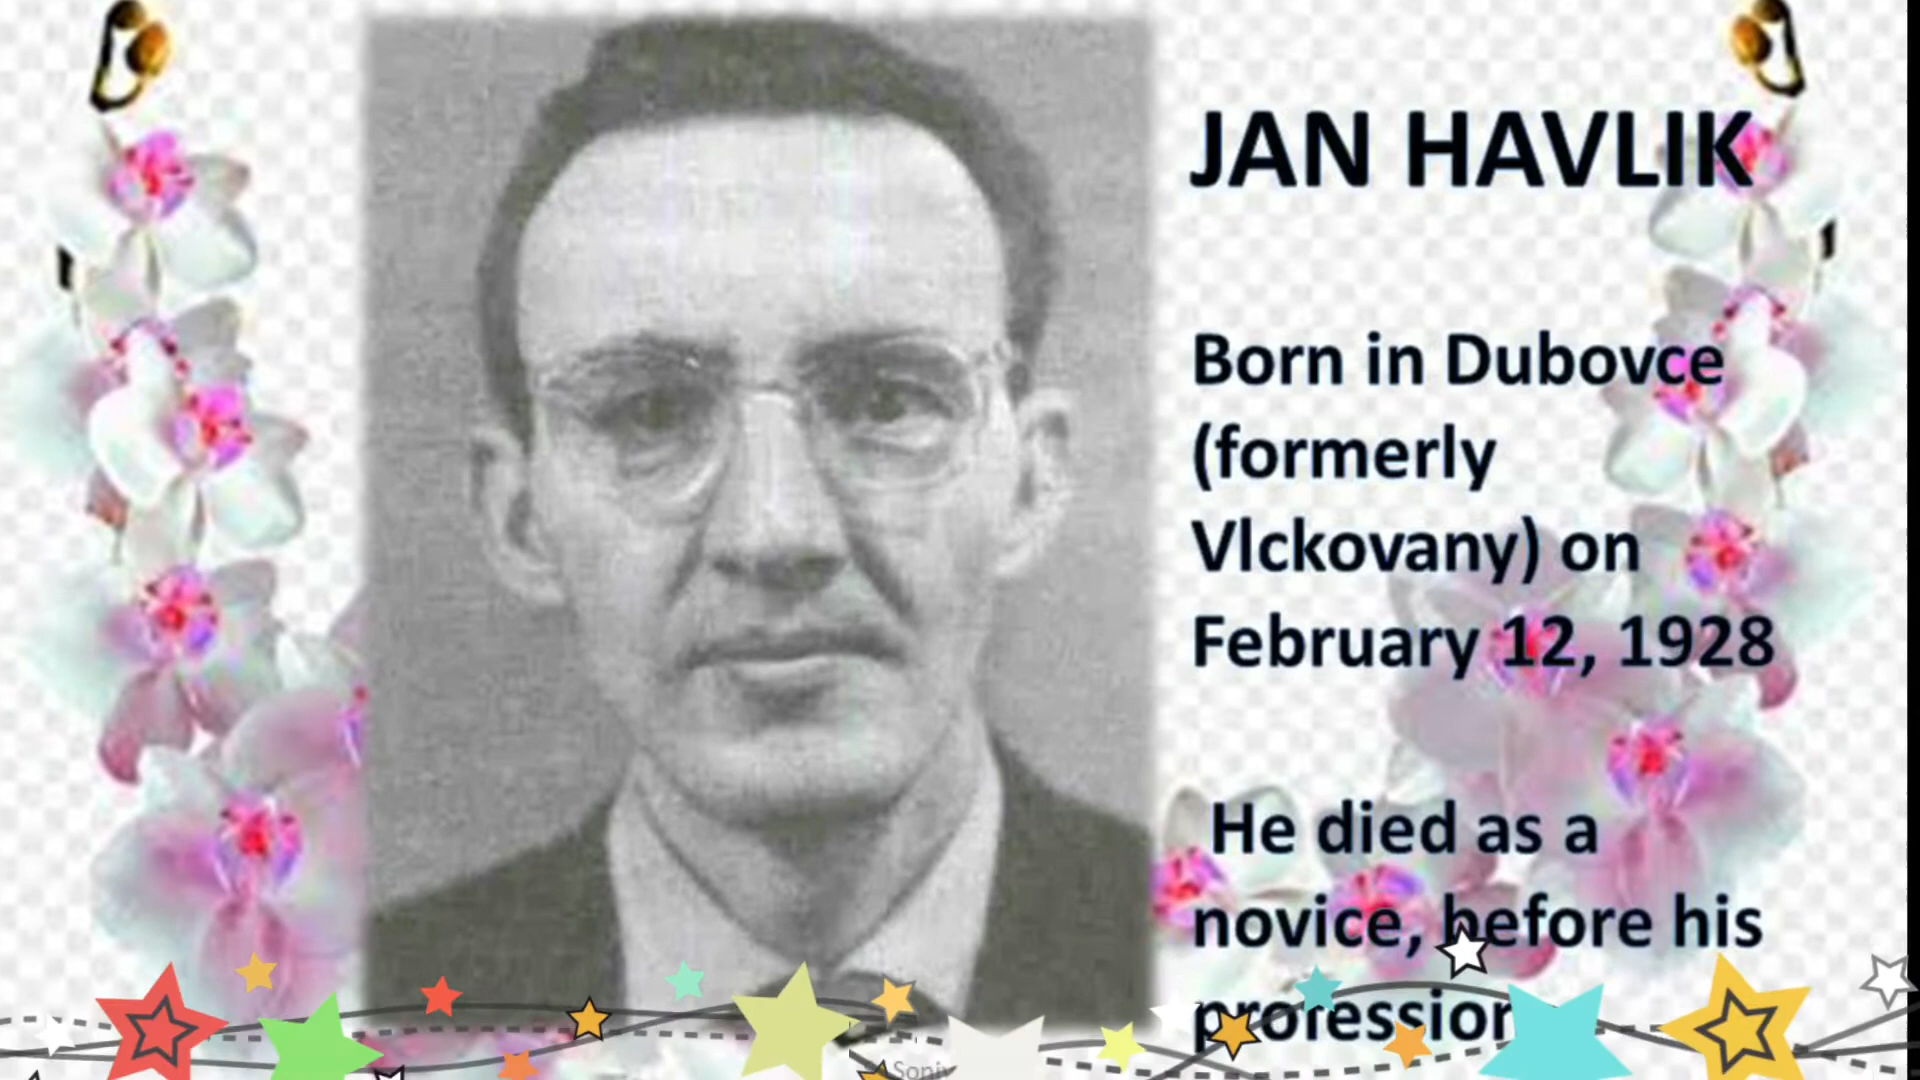 JAN HAVLIK
Born in Dubovce
(formerly
Vlckovany) on
February 12, 1928
He died as a
novice, before his
profession